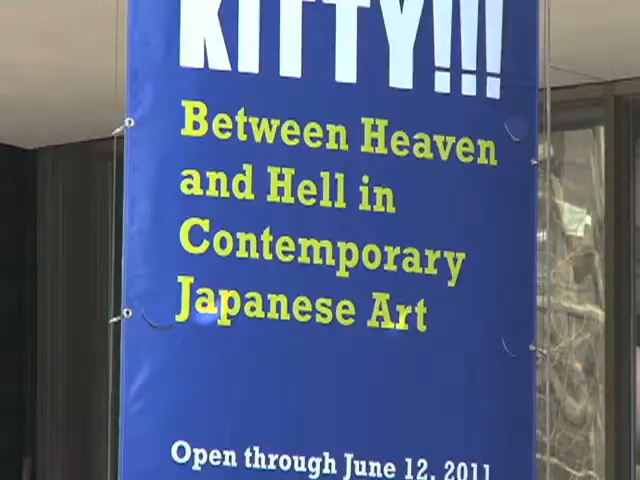 KITTY!!!
Between Heaven
and Hell in
Contemporary
Japanese Art
Open through June 12, 2011